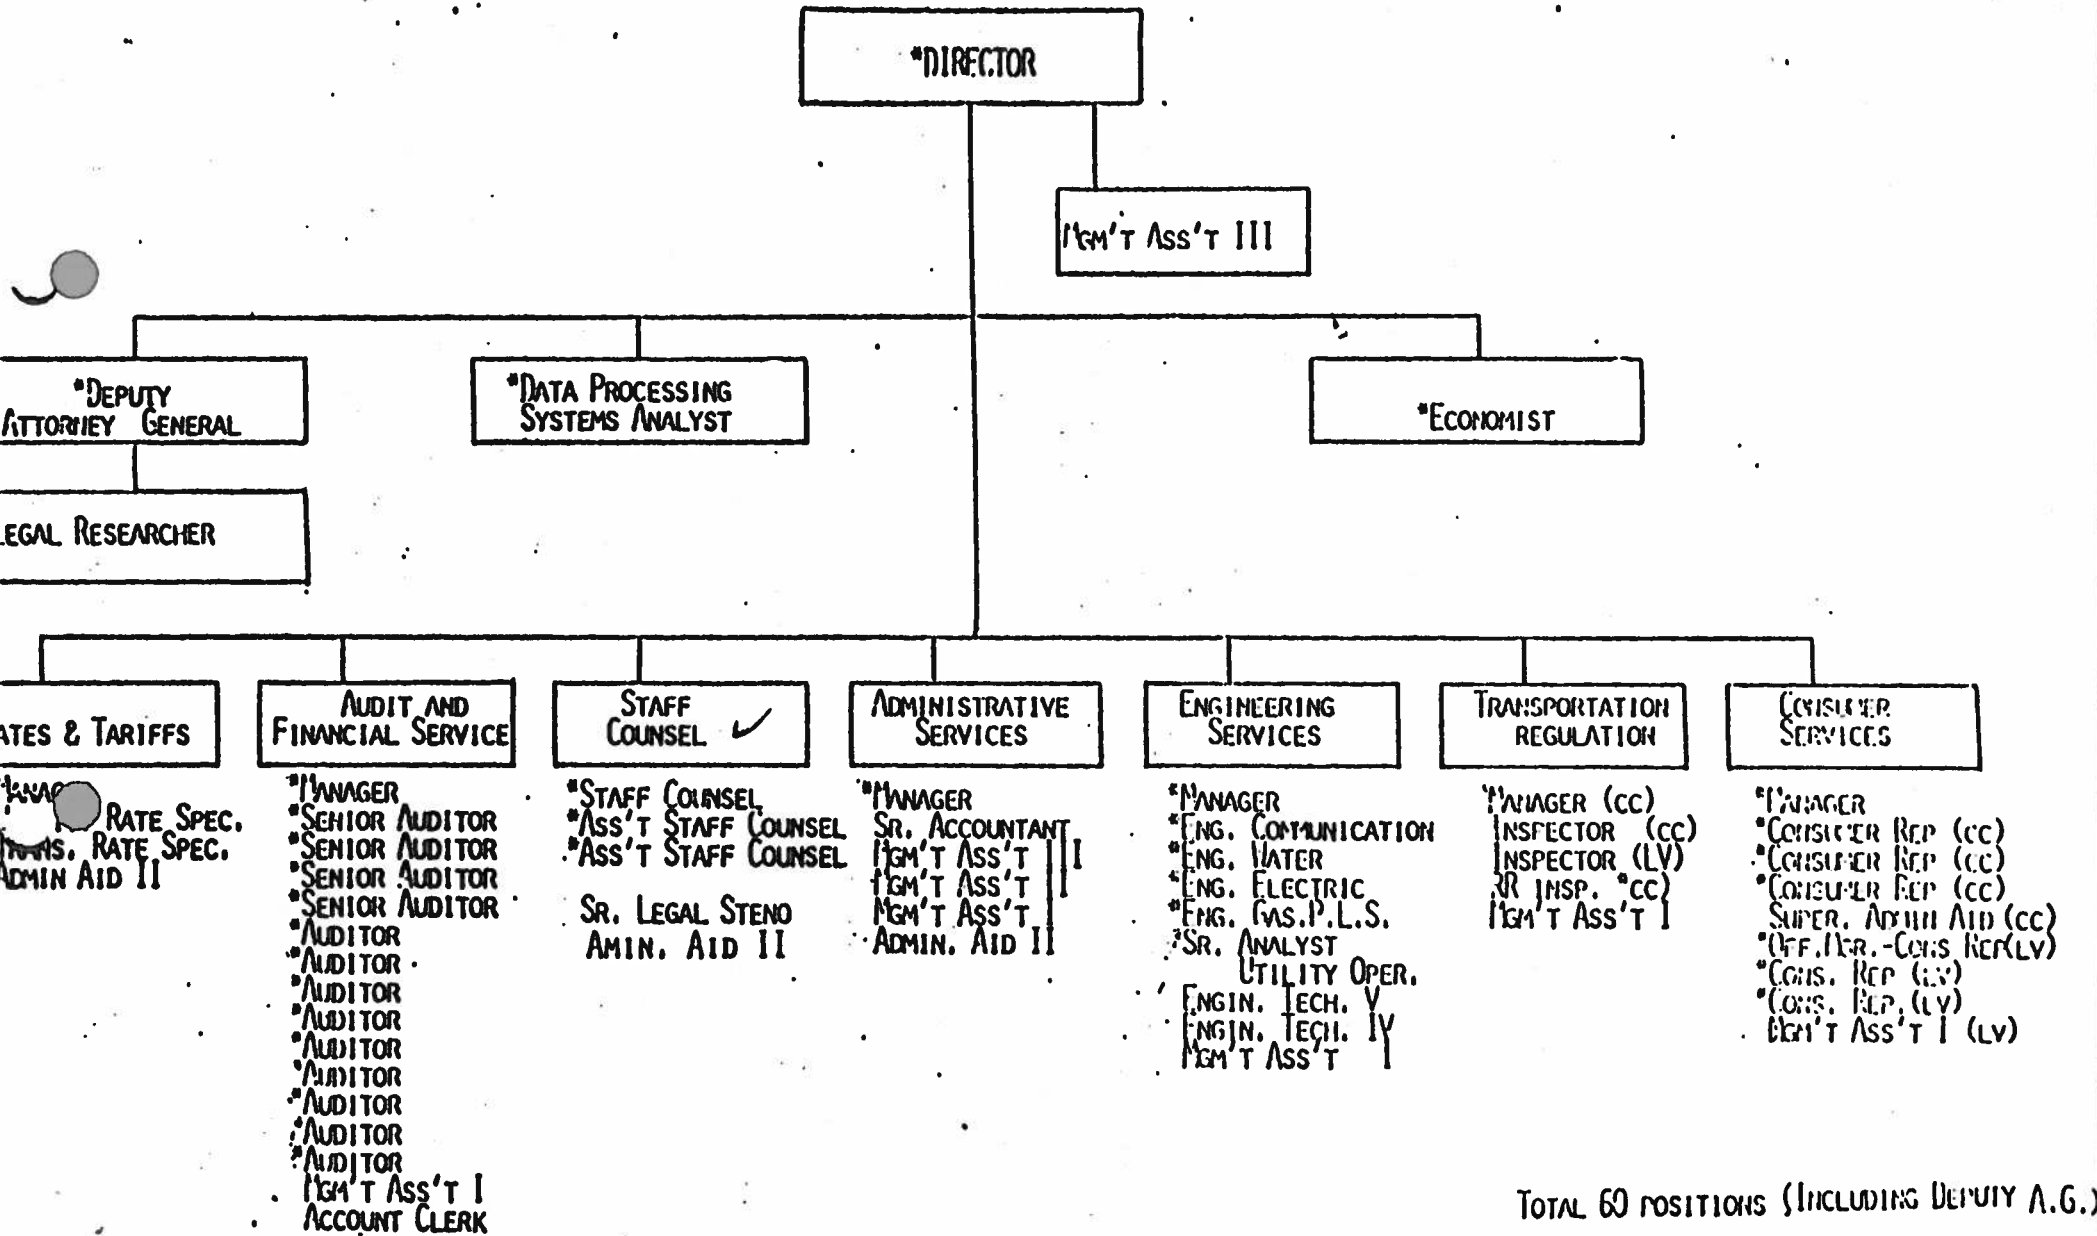 *DIRECTOR
MGM'T ASS'T III
*DEPUTY
ATTORNEY GENERAL
*DATA PROCESSING
SYSTEMS ANALYST
*ECONOMIST
EGAL RESEARCHER
ATES & TARIFFS
RATE SPEC.
RATE SPEC.
ADMIN AID II
AUDIT AND
FINANCIAL SERVICE
*MANAGER
*SENIOR AUDITOR
*SENIOR AUDITOR
*SENIOR AUDITOR
*SENIOR AUDITOR
*AUDITOR
*AUDITOR
*AUDITOR
*AUDITOR
*AUDITOR
*AUDITOR
*AUDITOR
*AUDITOR
*AUDITOR
MGM'T ASS'T I
ACCOUNT CLERK
STAFF
COUNSEL ✓
*STAFF COUNSEL
*ASS'T STAFF COUNSEL
*ASS'T STAFF COUNSEL
SR. LEGAL STENO
AMIN. AID II
ADMINISTRATIVE
SERVICES
*MANAGER
SR. ACCOUNTANT
MGM'T ASS'T III
MGM'T ASS'T II
MGM'T ASS'T I
ADMIN. AID II
ENGINEERING
SERVICES
*MANAGER
*ENG. COMMUNICATION
*ENG. WATER
*ENG. ELECTRIC
*ENG. GAS.P.L.S.
*SR. ANALYST
UTILITY OPER.
ENGIN. TECH. V
ENGIN. TECH. IV
MGM'T ASS'T I
TRANSPORTATION
REGULATION
*MANAGER (CC)
INSPECTOR (CC)
INSPECTOR (LV)
RR INSP. "CC)
MGM'T ASS'T I
CONSUMER
SERVICES
*MANAGER
*CONSUMER REP (CC)
*CONSUMER REP (CC)
*CONSUMER REP (CC)
SUPER. ADMIN AID (CC)
*OFF.MGR.-CONS REP(LV)
*CONS. REP (LV)
*CONS. REP. (LV)
MGM'T ASS'T I (LV)
TOTAL 60 POSITIONS (INCLUDING DEPUTY A.G.)